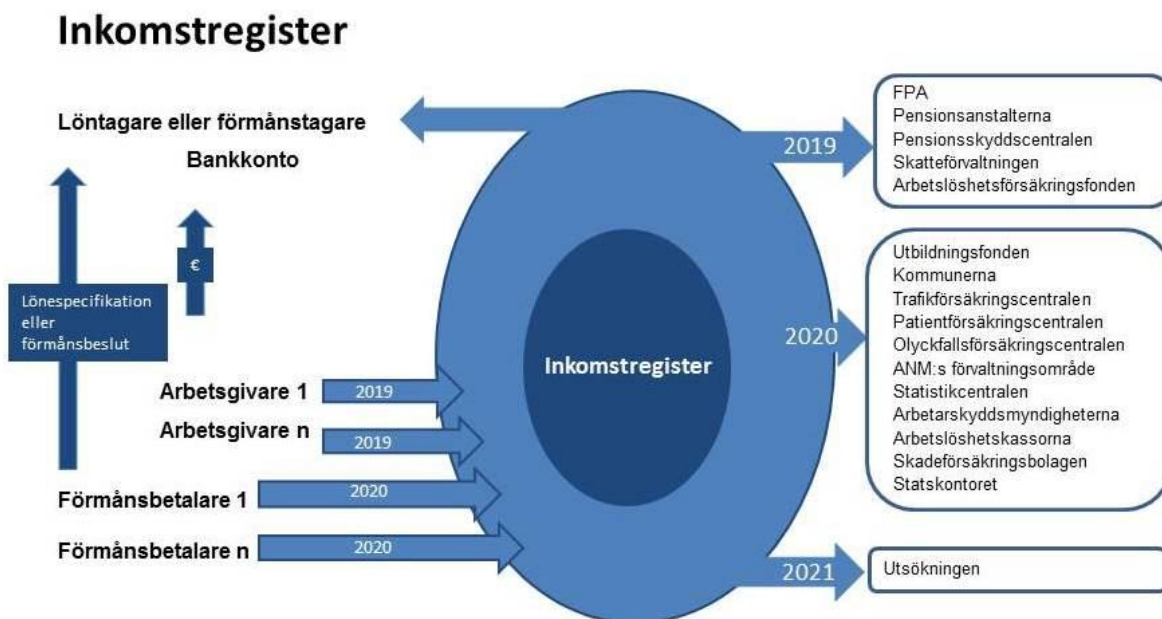 Inkomstregister
Löntagare eller förmånstagare
Bankkonto
€
Lönespecifikation
eller
förmånsbeslut
Arbetsgivare 1
2019
Arbetsgivare n
2019
Förmånsbetalare 1
2020
Förmånsbetalare n
2020
Inkomstregister
2019
FPA
Pensionsanstalterna
Pensionsskyddscentralen
Skatteförvaltningen
Arbetslöshetsförsäkringsfonden
2020
Utbildningsfonden
Kommunerna
Trafikförsäkringscentralen
Patientförsäkringscentralen
Olyckfallsförsäkringscentralen
ANM:s förvaltningsområde
Statistikcentralen
Arbetarskyddsmyndigheterna
Arbetslöshetskassorna
Skadeförsäkringsbolagen
Statskontoret
2021
Utsökningen